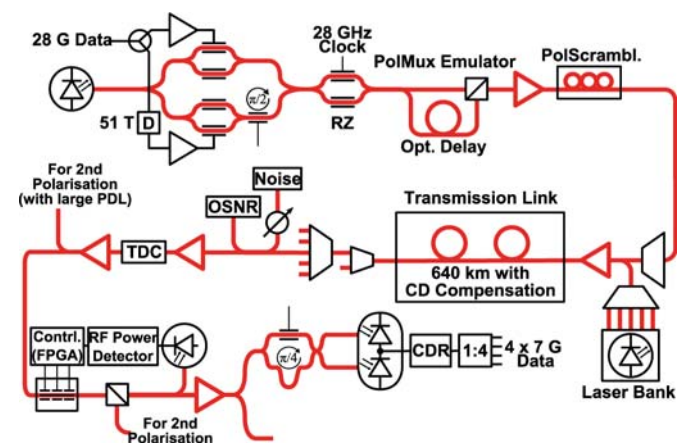 28 GHz
Clock
28 G Data
PolMux Emulator
PolScrambl.
π/2
51 T
D
RZ
Opt. Delay
For 2nd
Polarisation
(with large PDL)
Noise
OSNR
Transmission Link
TDC
640 km with
CD Compensation
Contrl.
(FPGA)
RF Power
Detector
π/4
CDR
1:4
4 x 7 G
Data
Laser Bank
For 2nd
Polarisation